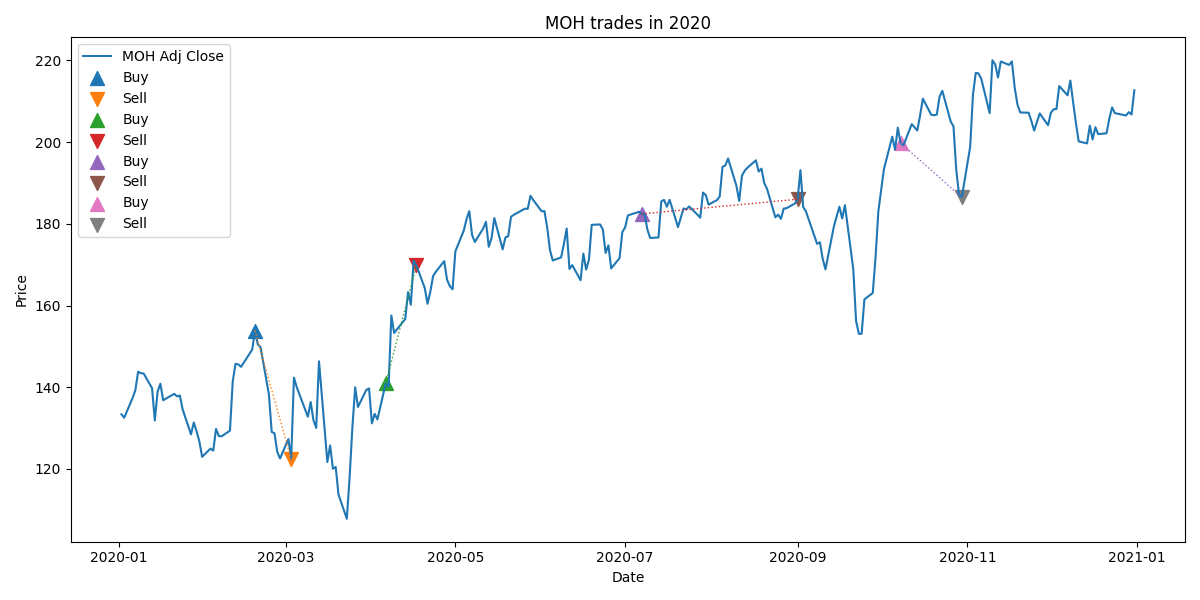 MOH trades in 2020
MOH Adj Close
Buy
Sell
Buy
Sell
Buy
Sell
Buy
Sell
Price
220
200
180
160
140
120
2020-01 2020-03 2020-05 2020-07 2020-09 2020-11 2021-01
Date